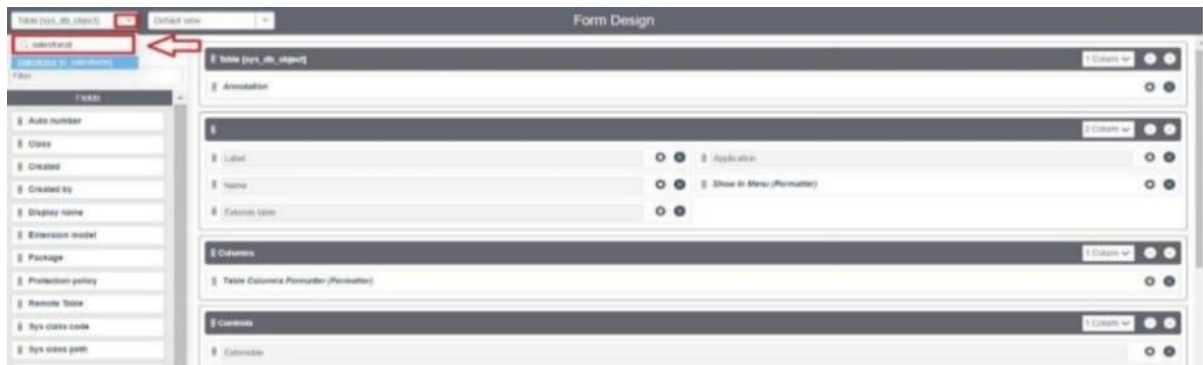 Table [sys_db_object]
Default view
Form Design
salesforce
Filter
Fields
Auto number
Class
Created
Created by
Display name
Extension model
Package
Protection policy
Remote Table
Sys class code
Sys class path
Table [sys_db_object]
1 Column
Annotation
2 Column
Label
Application
Name
Show in Menu (Formatter)
Extends table
Columns
1 Column
Table Columns Formatter (Formatter)
Controls
1 Column
Extensible